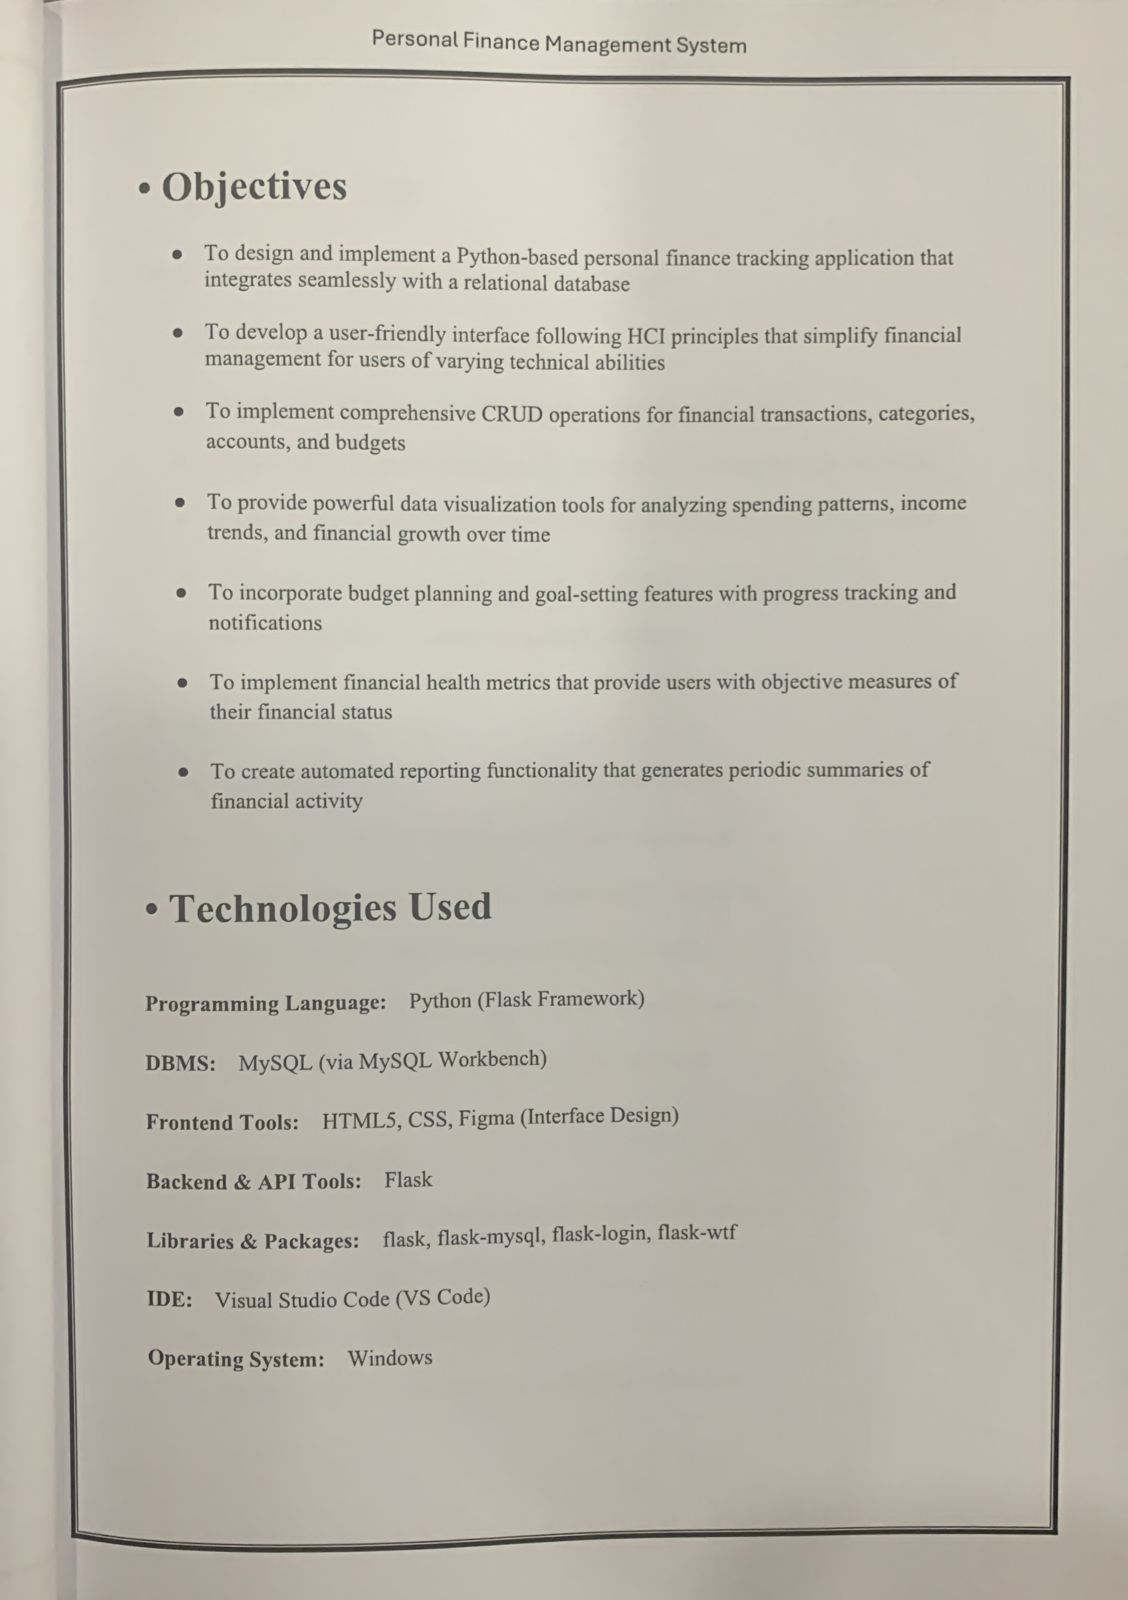 Personal Finance Management System
• Objectives
● To design and implement a Python-based personal finance tracking application that
integrates seamlessly with a relational database
● To develop a user-friendly interface following HCI principles that simplify financial
management for users of varying technical abilities
● To implement comprehensive CRUD operations for financial transactions, categories,
accounts, and budgets
● To provide powerful data visualization tools for analyzing spending patterns, income
trends, and financial growth over time
● To incorporate budget planning and goal-setting features with progress tracking and
notifications
● To implement financial health metrics that provide users with objective measures of
their financial status
● To create automated reporting functionality that generates periodic summaries of
financial activity
• Technologies Used
Programming Language: Python (Flask Framework)
DBMS: MySQL (via MySQL Workbench)
Frontend Tools: HTML5, CSS, Figma (Interface Design)
Backend & API Tools: Flask
Libraries & Packages: flask, flask-mysql, flask-login, flask-wtf
IDE: Visual Studio Code (VS Code)
Operating System: Windows